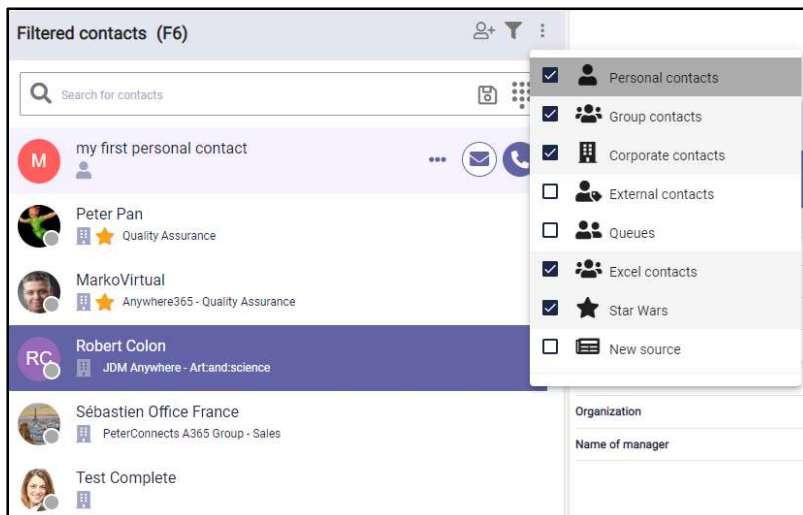 Filtered contacts (F6)
Search for contacts
M
my first personal contact
Peter Pan
Quality Assurance
MarkoVirtual
Anywhere365 - Quality Assurance
RC
Robert Colon
JDM Anywhere - Art:and:science
Sébastien Office France
PeterConnects A365 Group - Sales
Test Complete
Personal contacts
Group contacts
Corporate contacts
External contacts
Queues
Excel contacts
Star Wars
New source
Organization
Name of manager